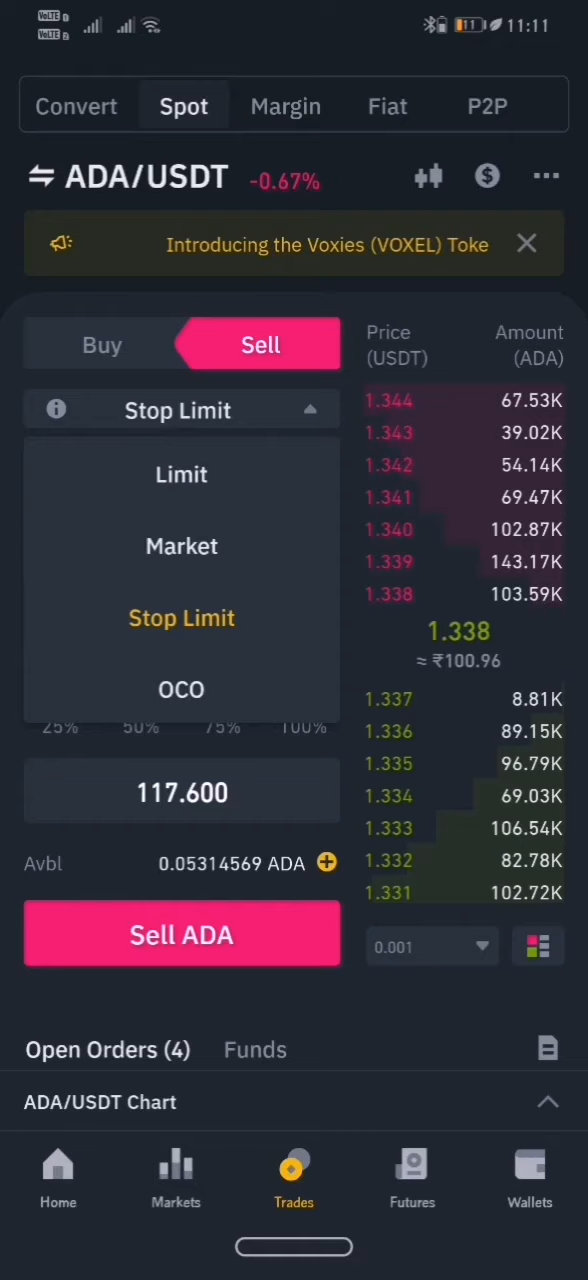 VoLTE
VoLTE
11
11:11
Convert Spot Margin Fiat P2P
ADA/USDT -0.67%
Introducing the Voxies (VOXEL) Toke
Buy Sell
Stop Limit
Limit
Market
Stop Limit
OCO
25% 50% 75% 100%
117.600
Avbl 0.05314569 ADA
Sell ADA
Price Amount
(USDT) (ADA)
1.344 67.53K
1.343 39.02K
1.342 54.14K
1.341 69.47K
1.340 102.87K
1.339 143.17K
1.338 103.59K
1.338
≈ ₹100.96
1.337 8.81K
1.336 89.15K
1.335 96.79K
1.334 69.03K
1.333 106.54K
1.332 82.78K
1.331 102.72K
0.001
Open Orders (4) Funds
ADA/USDT Chart
Home Markets Trades Futures Wallets